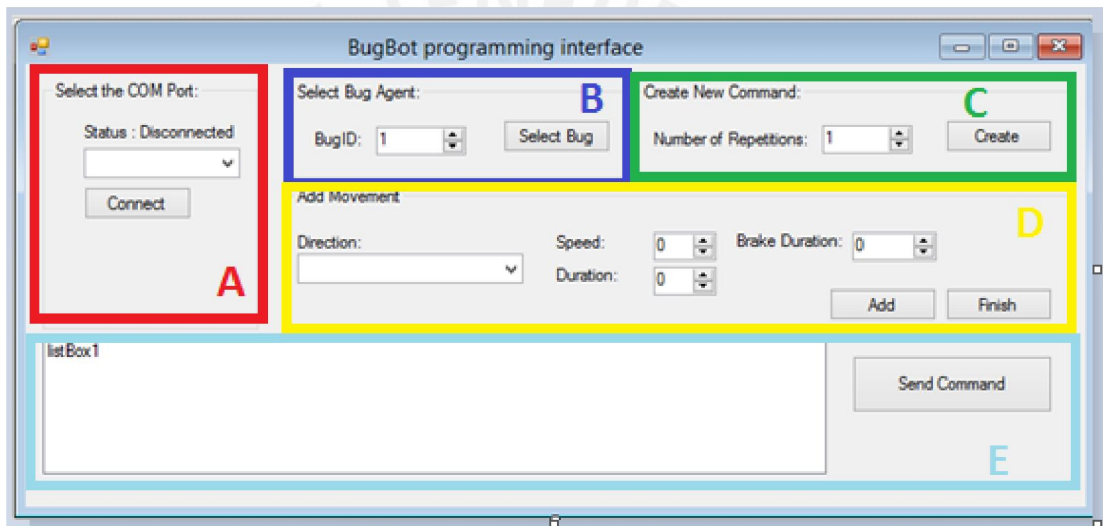 BugBot programming interface
Select the COM Port:
Status : Disconnected
Connect
A
Select Bug Agent:
B
BugID: 1
Select Bug
Create New Command:
C
Number of Repetitions: 1
Create
Add Movement
D
Direction:
Speed: 0
Brake Duration: 0
Duration: 0
Add
Finish
listBox1
Send Command
E